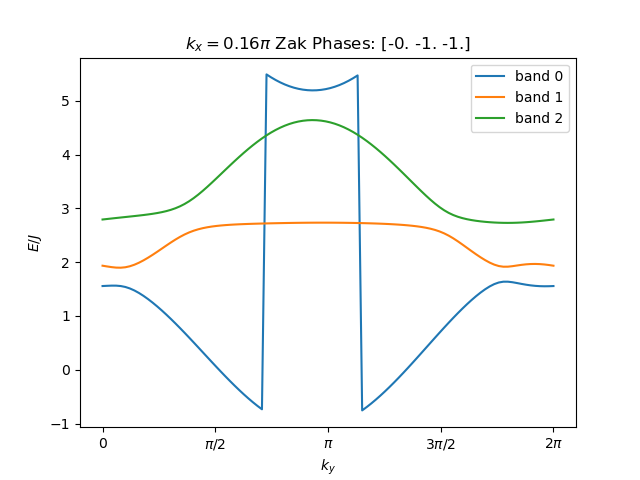 $k_x = 0.16\pi$ Zak Phases: [-0. -1. -1.]
band 0
band 1
band 2
E/J
5
4
3
2
1
0
−1
0
π/2
π
3π/2
2π
$k_y$